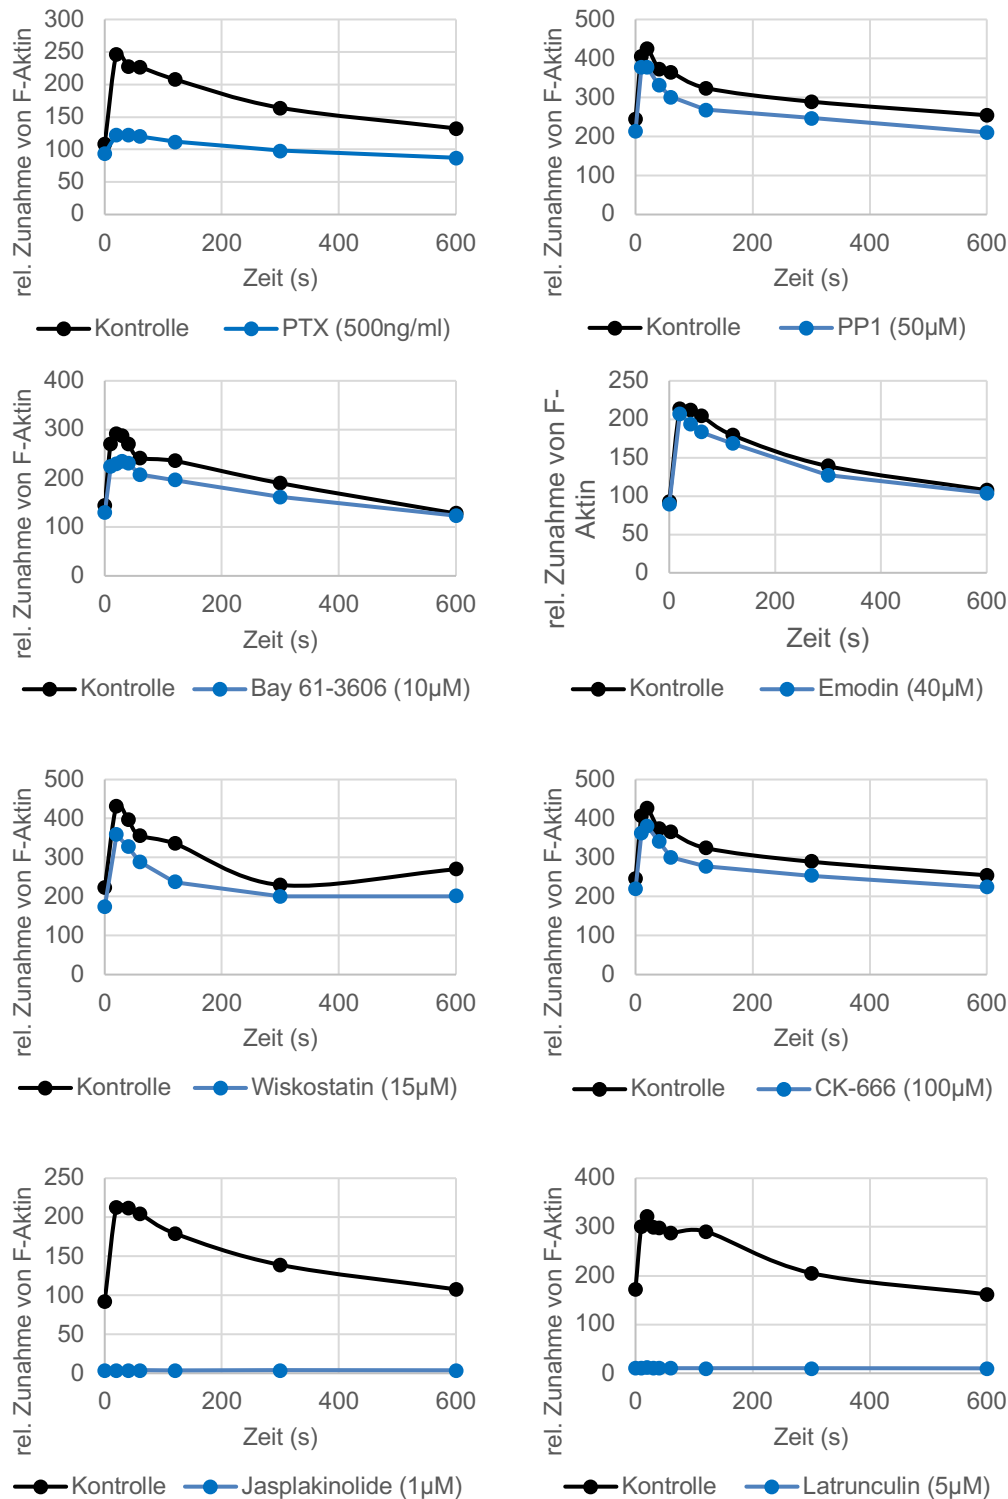 rel. Zunahme von F-Aktin
300
250
200
150
100
50
0
0 200 400 600
Zeit (s)
Kontrolle PTX (500ng/ml)
rel. Zunahme von F-Aktin
500
400
300
200
100
0
0 200 400 600
Zeit (s)
Kontrolle PP1 (50µM)
rel. Zunahme von F-Aktin
400
300
200
100
0
0 200 400 600
Zeit (s)
Kontrolle Bay 61-3606 (10µM)
rel. Zunahme von F-
Aktin
250
200
150
100
50
0
0 200 400 600
Zeit (s)
Kontrolle Emodin (40µM)
rel. Zunahme von F-Aktin
500
400
300
200
100
0
0 200 400 600
Zeit (s)
Kontrolle Wiskostatin (15µM)
rel. Zunahme von F-Aktin
500
400
300
200
100
0
0 200 400 600
Zeit (s)
Kontrolle CK-666 (100µM)
rel. Zunahme von F-Aktin
250
200
150
100
50
0
0 200 400 600
Zeit (s)
Kontrolle Jasplakinolide (1µM)
rel. Zunahme von F-Aktin
400
300
200
100
0
0 200 400 600
Zeit (s)
Kontrolle Latrunculin (5µM)